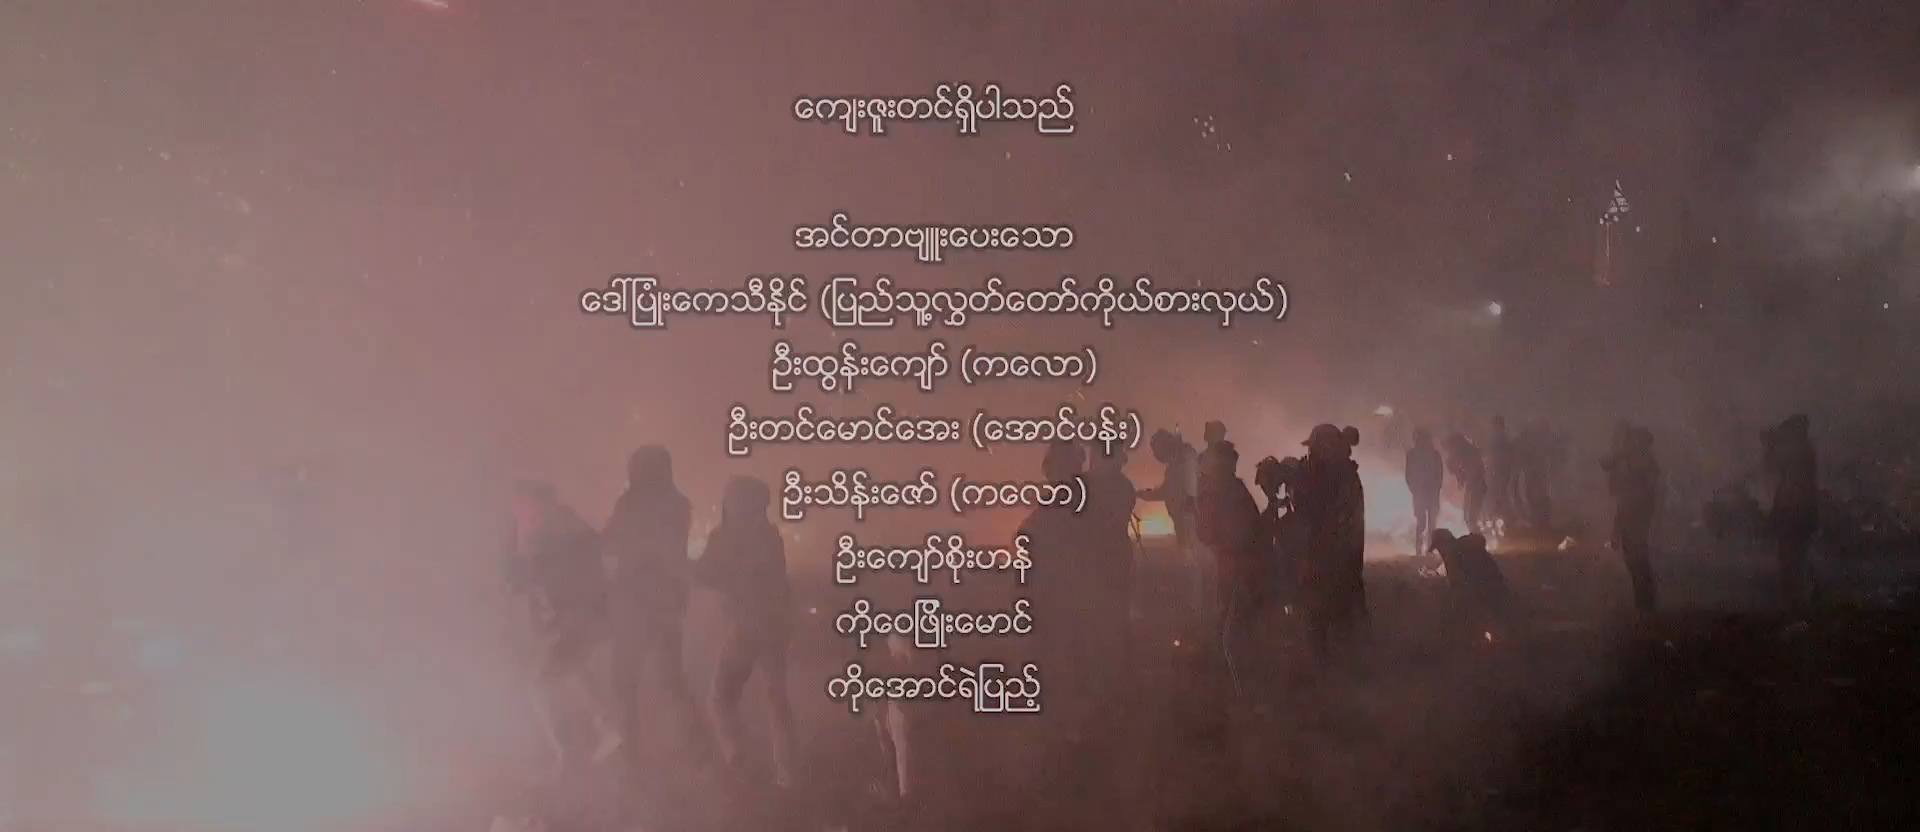 ကျေးဇူးတင်ရှိပါသည်
အင်တာဗျူးပေးသော
ဒေါ်ပြုံးကေသီနိုင် (ပြည်သူ့လွှတ်တော်ကိုယ်စားလှယ်)
ဦးထွန်းကျော် (ကလော)
ဦးတင်မောင်အေး (အောင်ပန်း)
ဦးသိန်းဇော် (ကလော)
ဦးကျော်စိုးဟန်
ကိုဝေဖြိုးမောင်
ကိုအောင်ရဲပြည့်